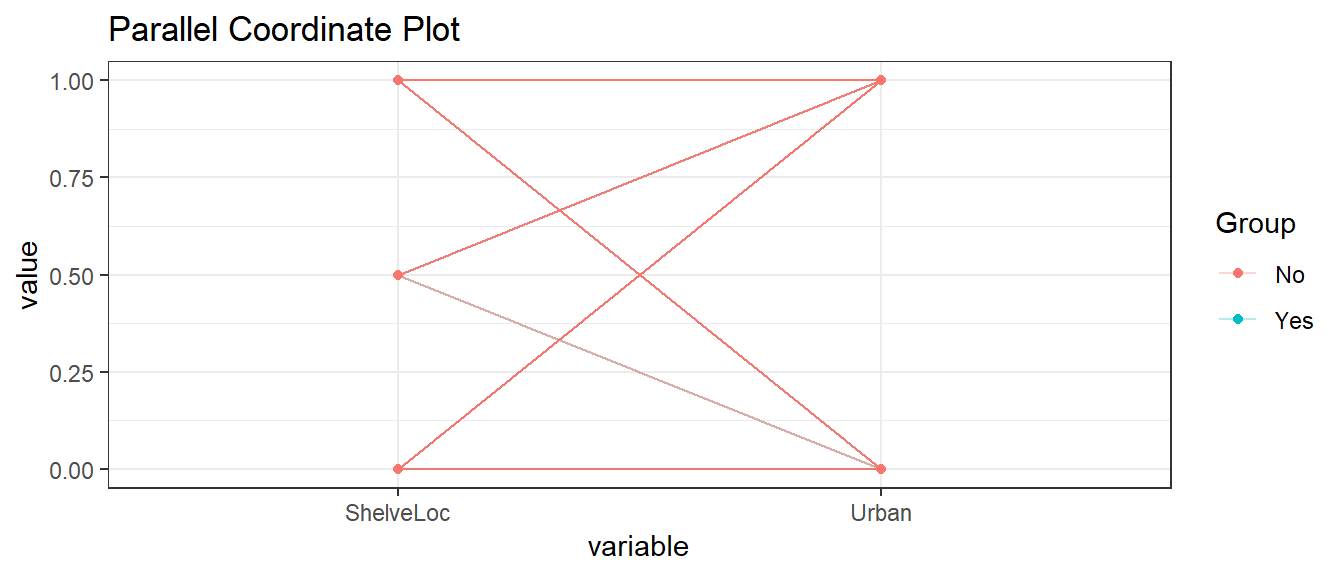 Parallel Coordinate Plot
value
1.00
0.75
0.50
0.25
0.00
ShelveLoc
Urban
variable
Group
No
Yes